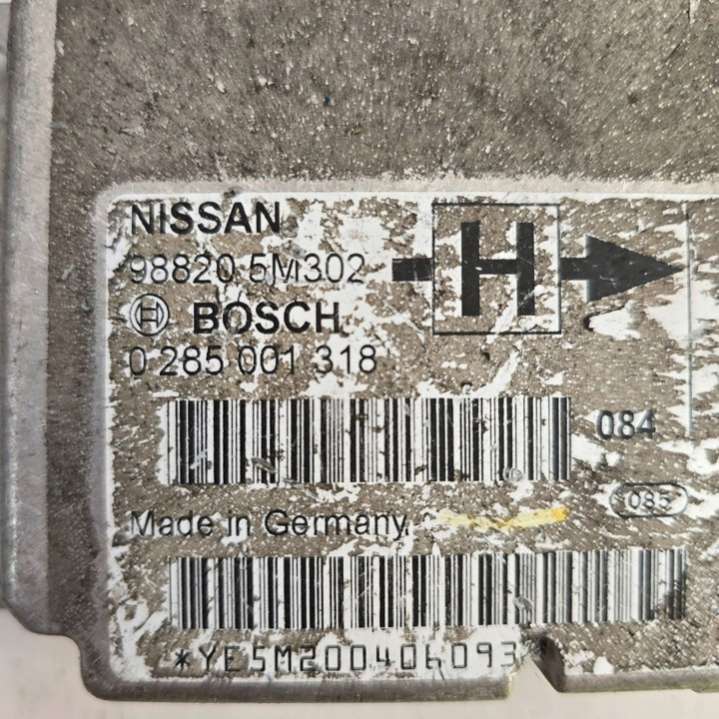 NISSAN
98820 5M302
H
BOSCH
0 285 001 318
084
085
Made in Germany
*YE5M200406093